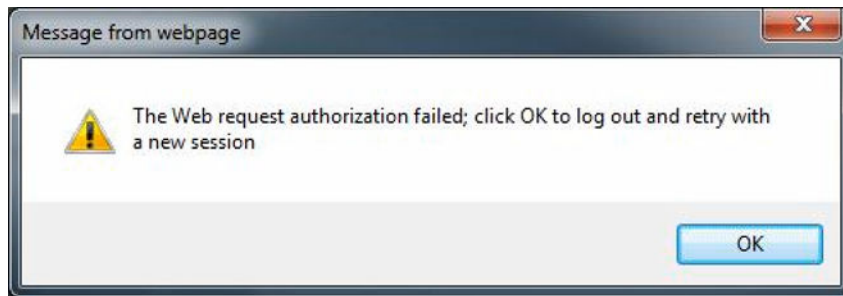 Message from webpage
X
The Web request authorization failed; click OK to log out and retry with
a new session
OK